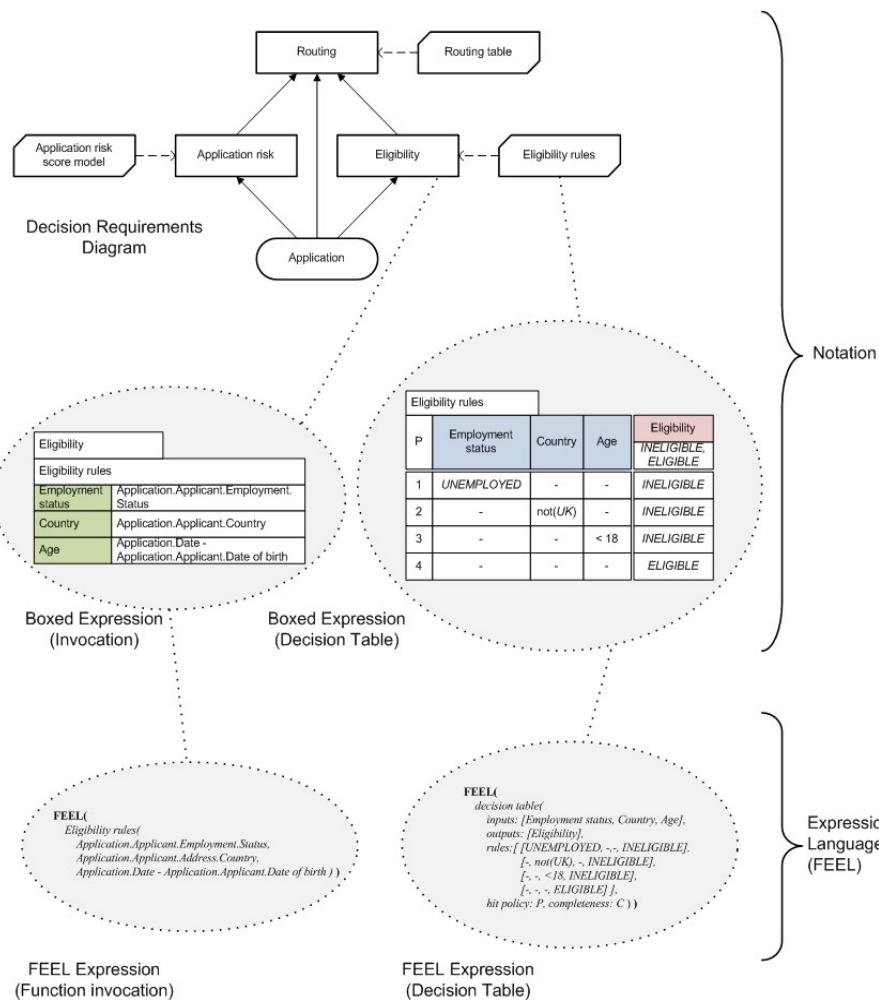 Routing
Routing table
Application risk
score model
Application risk
Eligibility
Eligibility rules
Decision Requirements
Diagram
Application
Notation
Eligibility
Eligibility rules
Employment
status
Application.Applicant.Employment.
Status
Country
Application.Applicant.Country
Age
Application.Date -
Application.Applicant.Date of birth
Boxed Expression
(Invocation)
Eligibility rules
P
Employment
status
Country
Age
Eligibility
INELIGIBLE,
ELIGIBLE
1 UNEMPLOYED - - INELIGIBLE
2 - not(UK) - INELIGIBLE
3 - - < 18 INELIGIBLE
4 - - - ELIGIBLE
Boxed Expression
(Decision Table)
FEEL(
Eligibility rules(
Application.Applicant.Employment.Status,
Application.Applicant.Address.Country,
Application.Date - Application.Applicant.Date of birth ) )
FEEL Expression
(Function invocation)
FEEL(
decision table(
inputs: [Employment status, Country, Age],
outputs: [Eligibility],
rules:[ [UNEMPLOYED, -,-, INELIGIBLE],
[-, not(UK), -, INELIGIBLE],
[-, -, <18, INELIGIBLE],
[-, -, -, ELIGIBLE] ],
hit policy: P, completeness: C ) )
FEEL Expression
(Decision Table)
Expressio
Language
(FEEL)